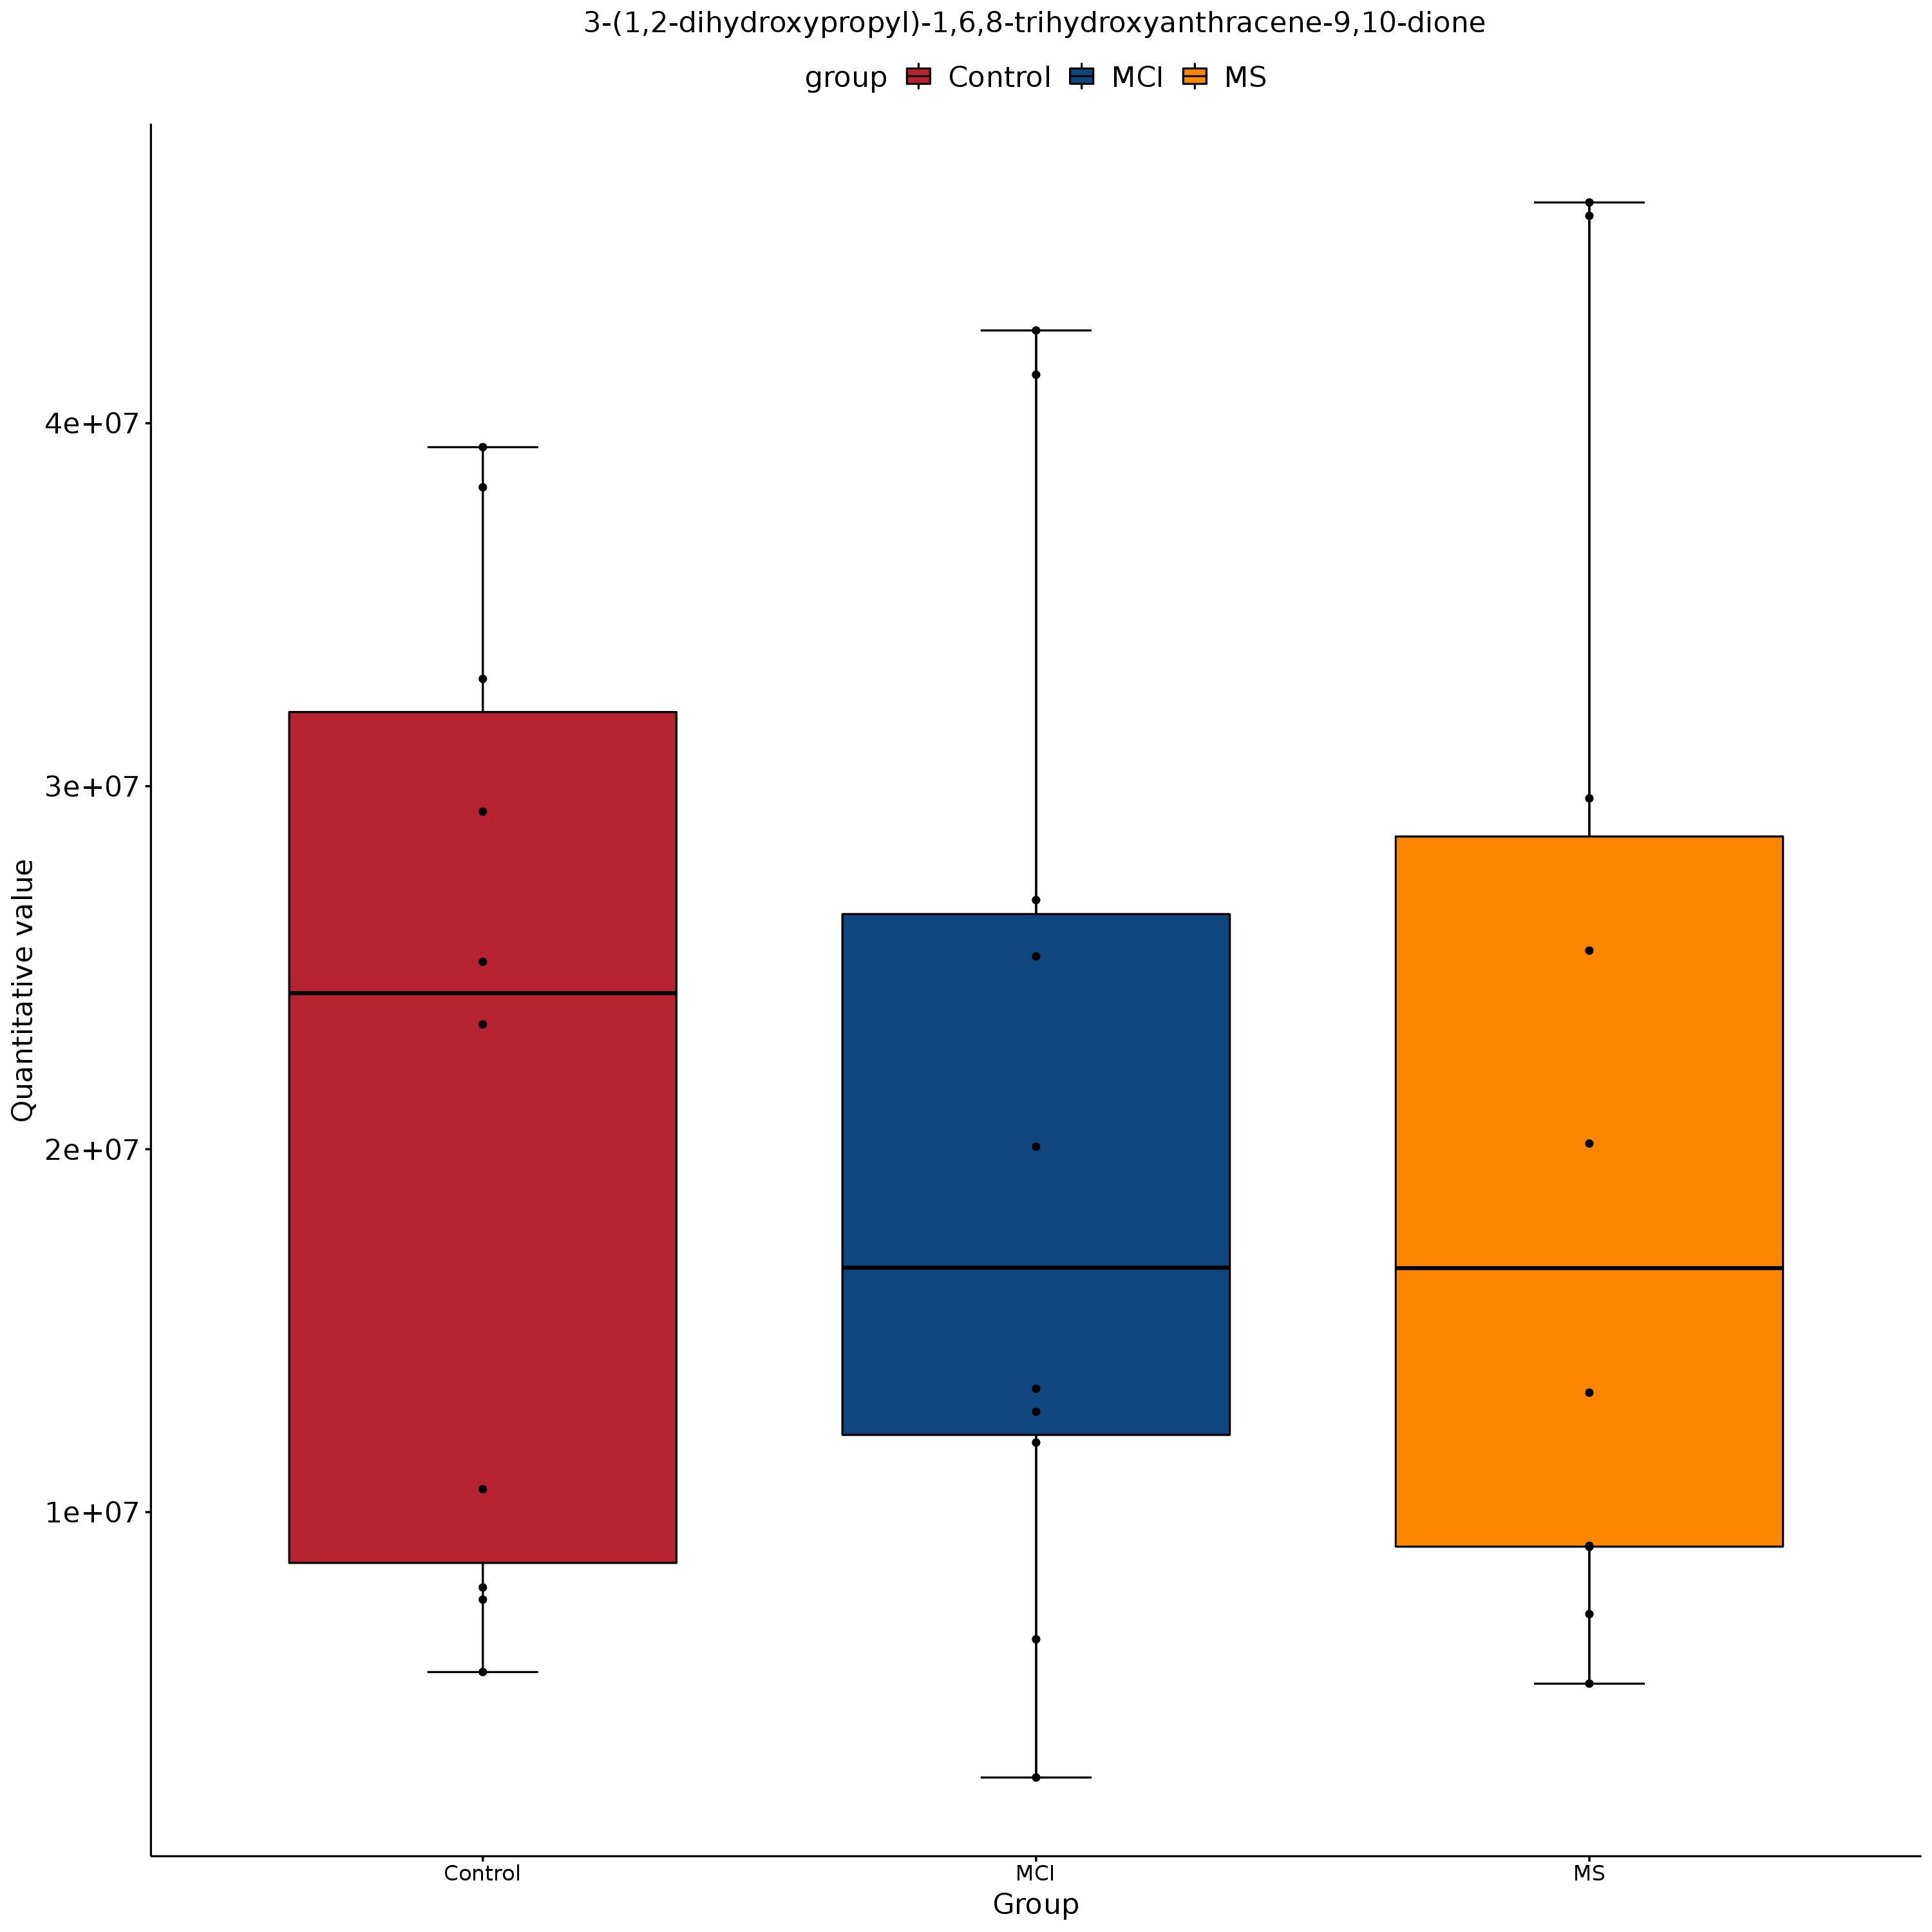 3-(1,2-dihydroxypropyl)-1,6,8-trihydroxyanthracene-9,10-dione
group Control MCI MS
Quantitative value
4e+07
3e+07
2e+07
1e+07
Control MCI MS
Group